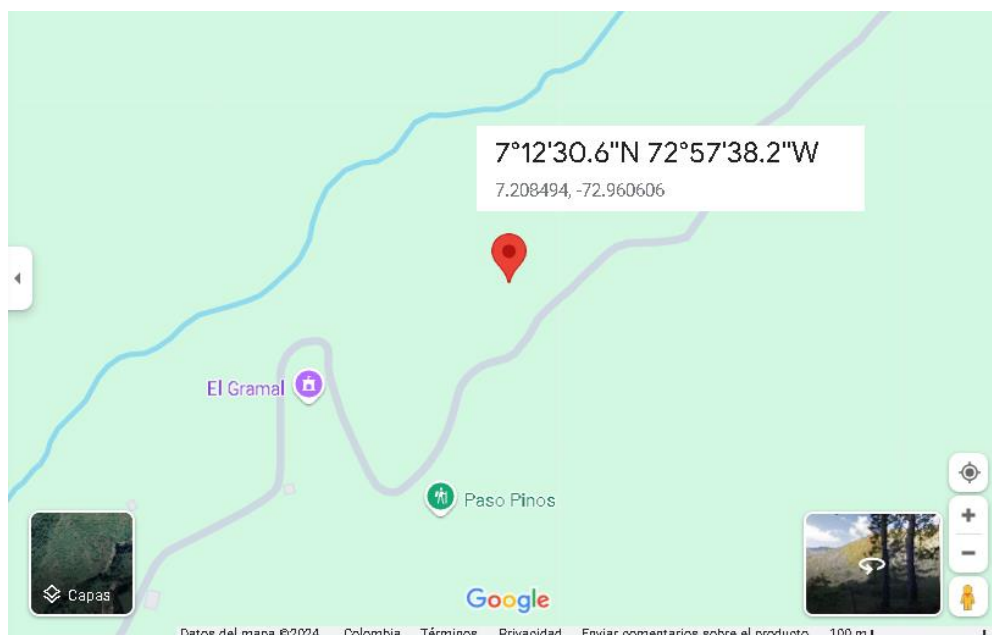 7°12'30.6"N 72°57'38.2"W
7.208494, -72.960606
El Gramal
Paso Pinos
Capas
Google
Datos del mapa ©2024 Colombia Términos Privacidad Enviar comentarios sobre el producto 100 m